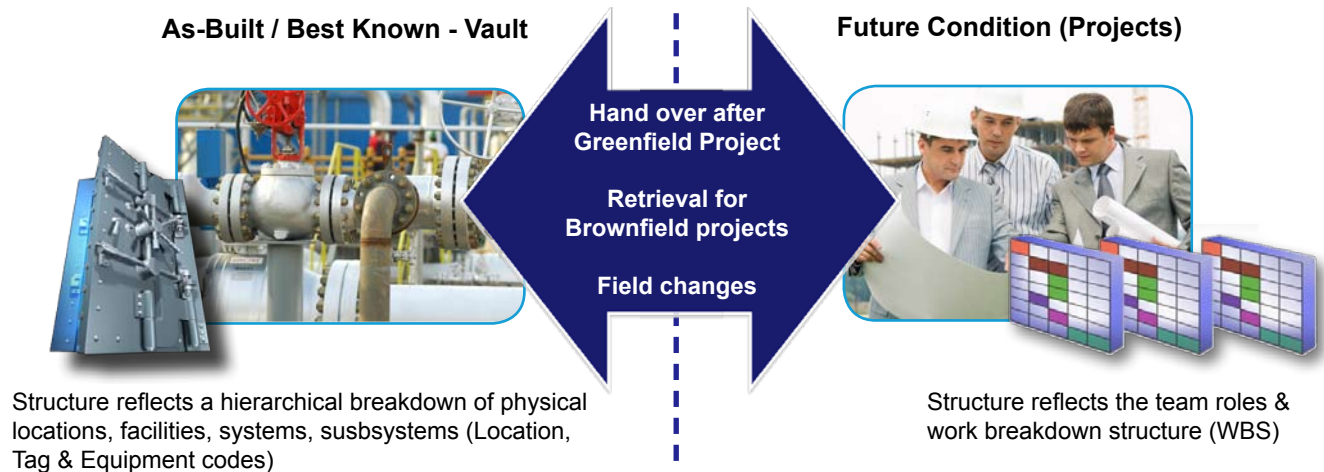 As-Built / Best Known - Vault
Future Condition (Projects)
Hand over after
Greenfield Project
Retrieval for
Brownfield projects
Field changes
Structure reflects a hierarchical breakdown of physical
locations, facilities, systems, susbsystems (Location,
Tag & Equipment codes)
Structure reflects the team roles &
work breakdown structure (WBS)